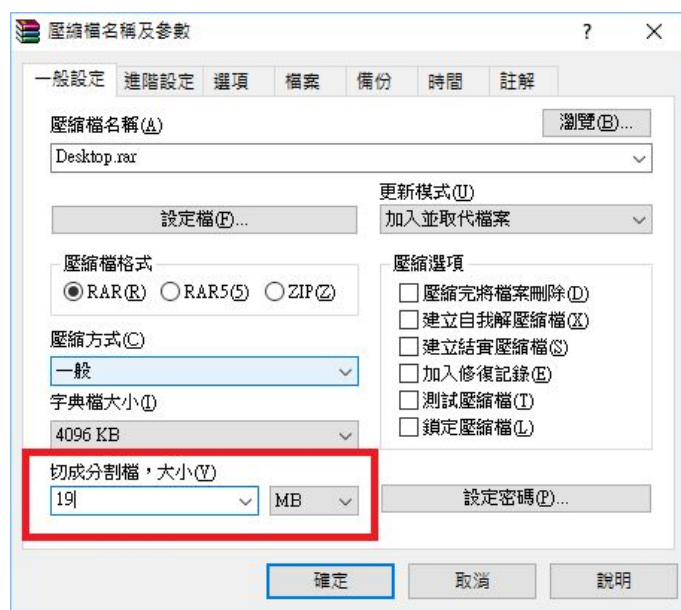 壓縮檔名稱及參數
一般設定 進階設定 選項 檔案 備份 時間 註解
壓縮檔名稱(A)
瀏覽(B)...
Desktop.rar
更新模式(U)
設定檔(F)...
加入並取代檔案
壓縮檔格式
RAR(R) RAR5(5) ZIP(Z)
壓縮選項
壓縮完將檔案刪除(D)
建立自我解壓縮檔(X)
建立結實壓縮檔(S)
加入修復記錄(E)
測試壓縮檔(T)
鎖定壓縮檔(L)
壓縮方式(C)
一般
字典檔大小(I)
4096 KB
切成分割檔，大小(V)
19 MB
設定密碼(P)...
確定 取消 說明